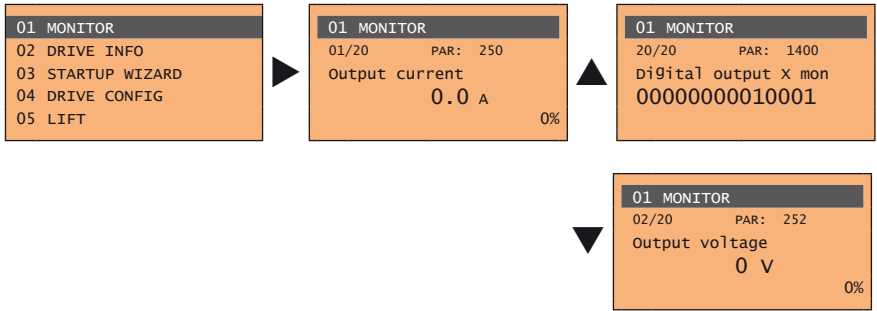 01 MONITOR
02 DRIVE INFO
03 STARTUP WIZARD
04 DRIVE CONFIG
05 LIFT
01 MONITOR
01/20 PAR: 250
Output current
0.0 A
0%
01 MONITOR
20/20 PAR: 1400
Digital output X mon
00000000010001
01 MONITOR
02/20 PAR: 252
Output voltage
0 V
0%